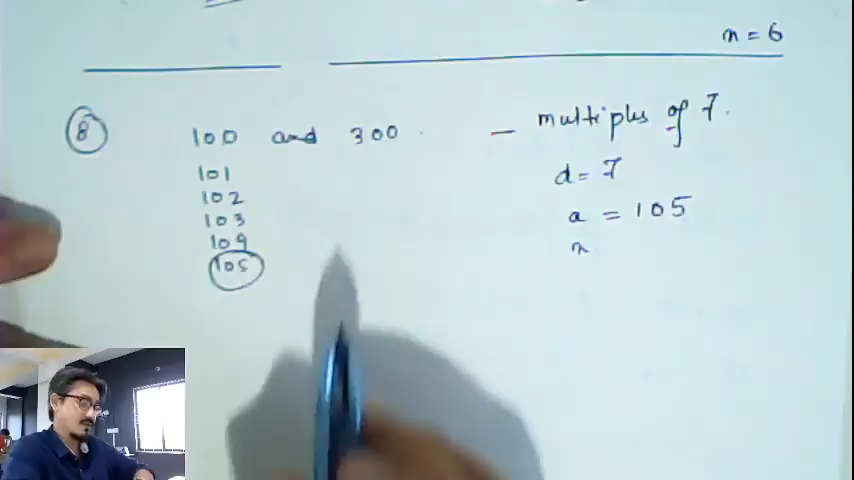 n = 6
8 100 and 300. — multiples of 7.
101
102
103
104
105
d = 7
a = 105
n